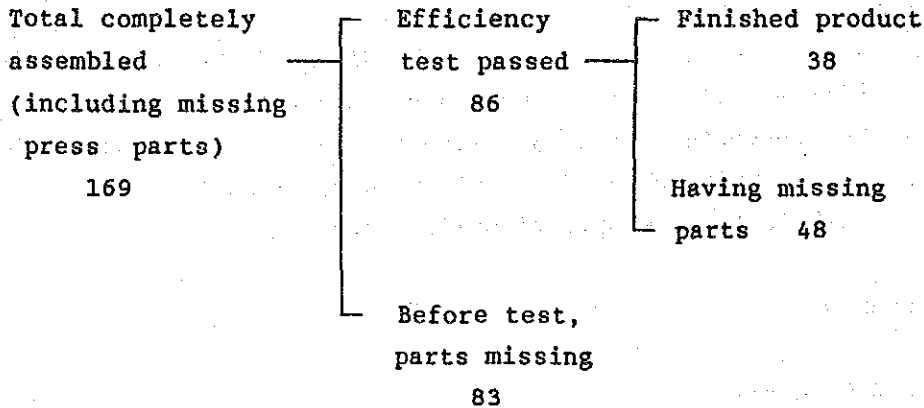 Total completely
assembled
(including missing
press parts)
169
Efficiency
test passed
86
Finished product
38
Having missing
parts 48
Before test,
parts missing
83